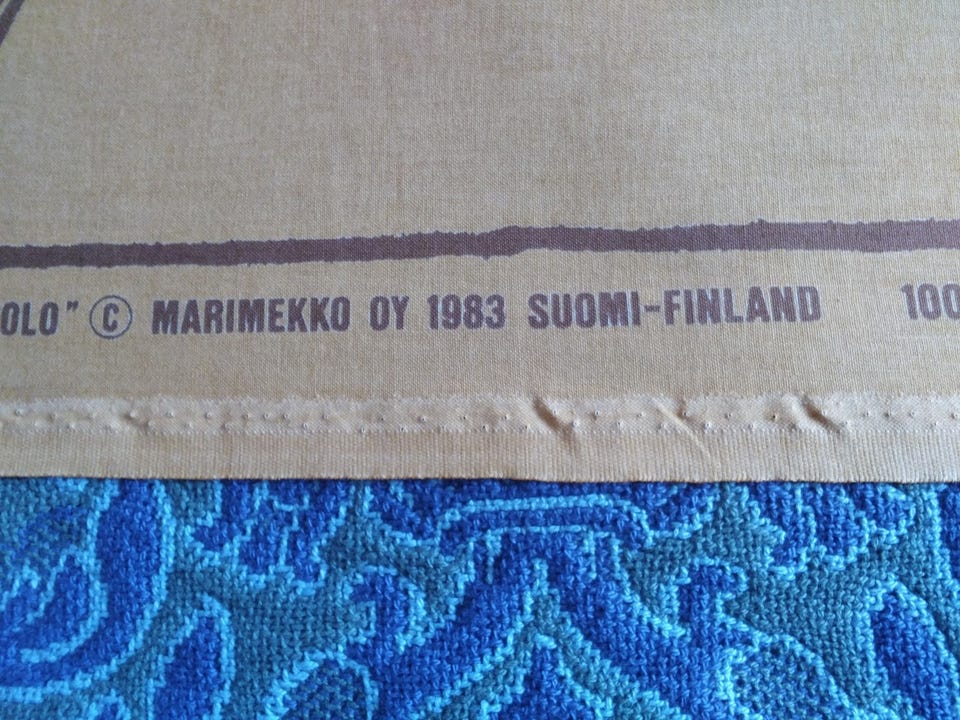 OLO" © MARIMEKKO OY 1983 SUOMI-FINLAND 100